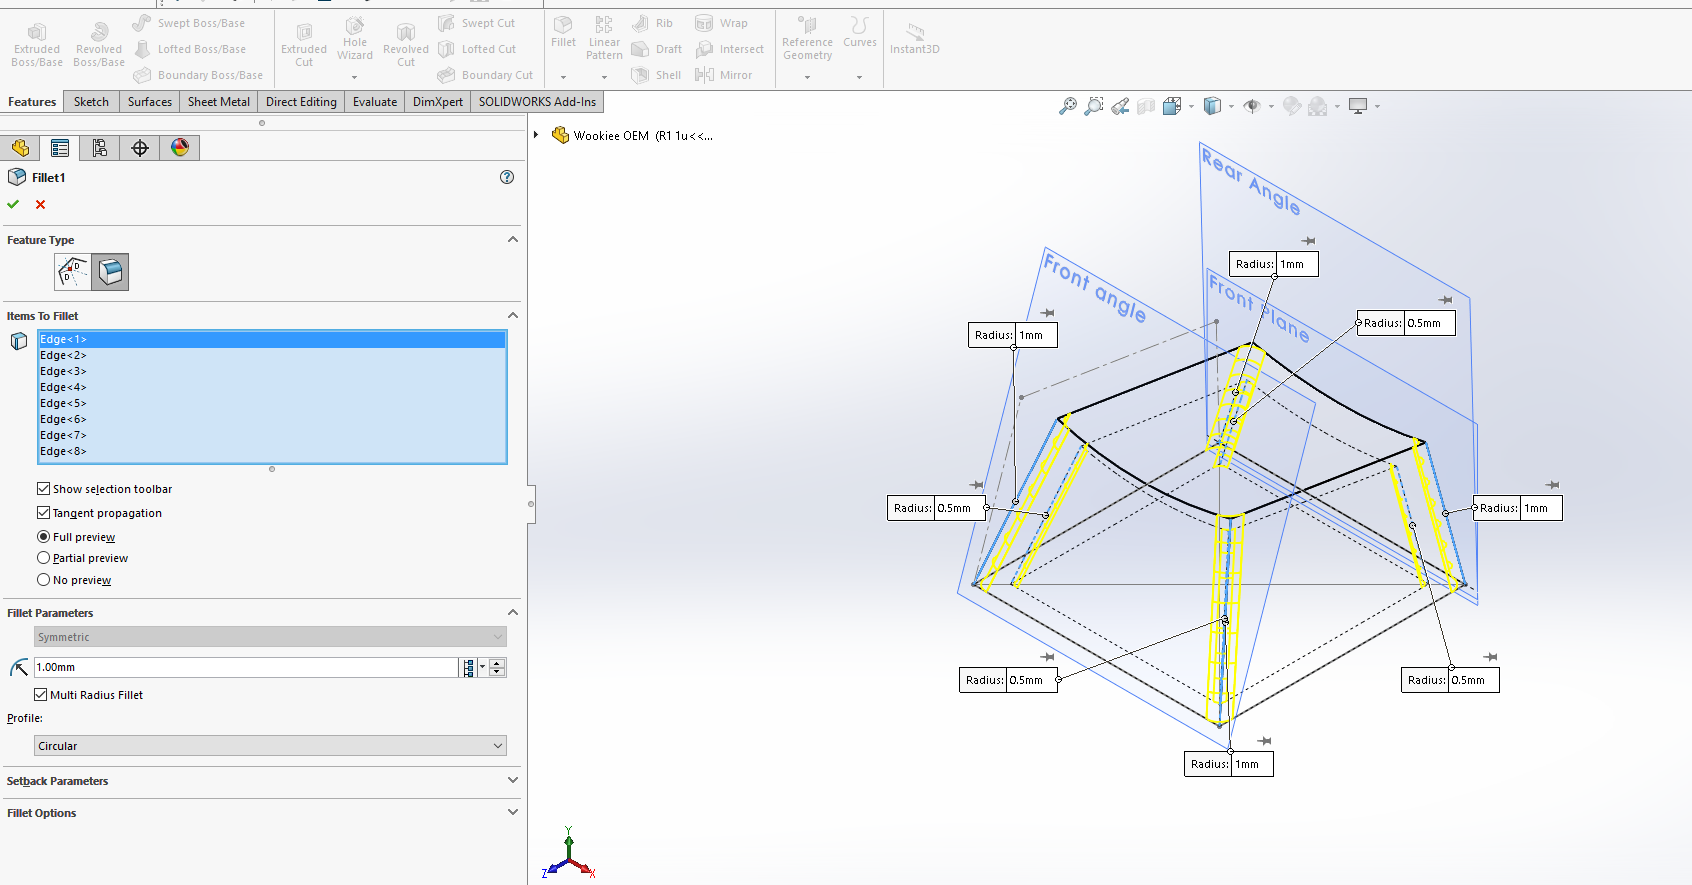 Extruded Boss/Base
Revolved Boss/Base
Swept Boss/Base
Lofted Boss/Base
Boundary Boss/Base
Extruded Cut
Hole Wizard
Revolved Cut
Swept Cut
Lofted Cut
Boundary Cut
Fillet
Linear Pattern
Rib
Draft
Shell
Wrap
Intersect
Mirror
Reference Geometry
Curves
Instant3D
Features
Sketch
Surfaces
Sheet Metal
Direct Editing
Evaluate
DimXpert
SOLIDWORKS Add-Ins
Wookiee OEM (R1 1u<<...
Fillet1
Feature Type
Items To Fillet
Edge<1>
Edge<2>
Edge<3>
Edge<4>
Edge<5>
Edge<6>
Edge<7>
Edge<8>
Show selection toolbar
Tangent propagation
Full preview
Partial preview
No preview
Fillet Parameters
Symmetric
1.00mm
Multi Radius Fillet
Profile:
Circular
Setback Parameters
Fillet Options
Rear Angle
Front angle
Front Plane
Radius: 1mm
Radius: 0.5mm
Radius: 1mm
Radius: 0.5mm
Radius: 1mm
Radius: 0.5mm
Radius: 0.5mm
Radius: 1mm
Y
Z
X